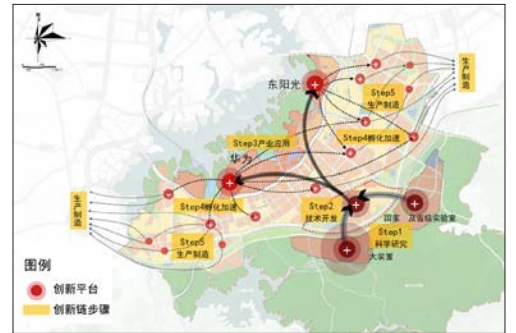 生产制造
东阳光
Step5
生产制造
Step3产业应用
Step4孵化加速
华为
Step4孵化加速
Step2
技术开发
国家
及省级实验室
Step1
科学研究
大装置
生产制造
Step5
生产制造
图例
创新平台
创新链步骤